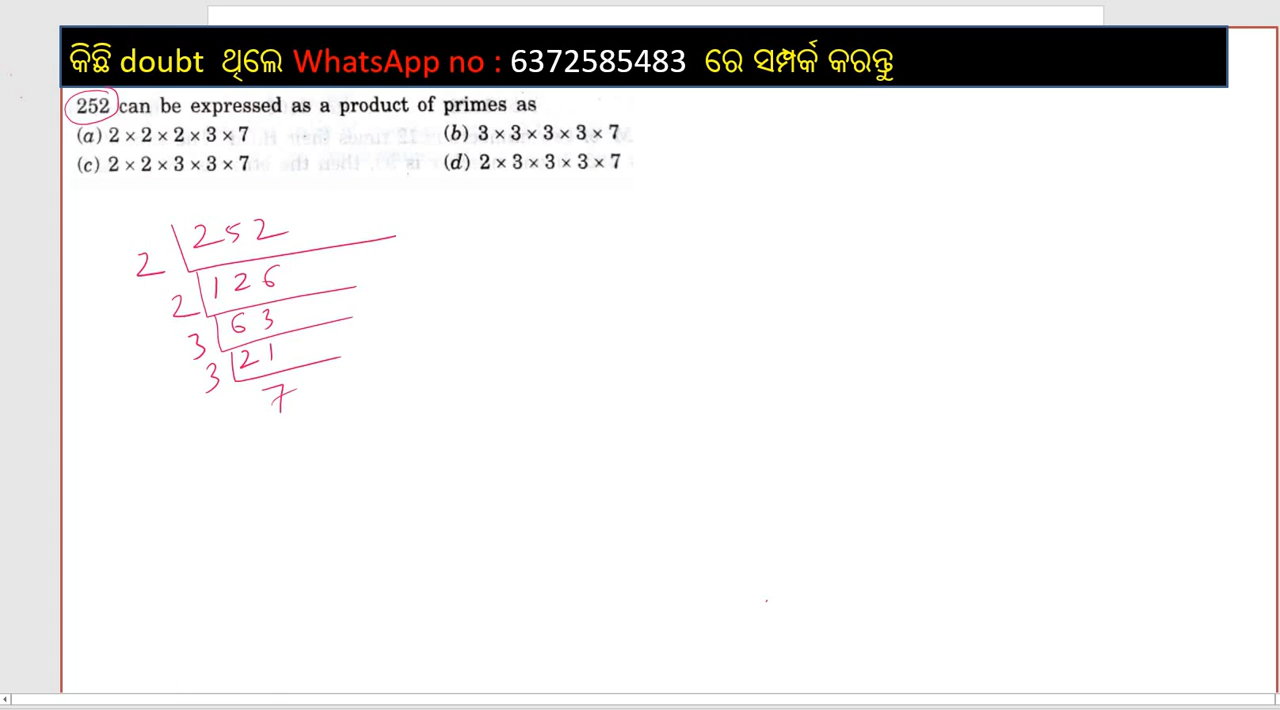 କିଛି doubt ଥିଲେ WhatsApp no : 6372585483 ରେ ସମ୍ପର୍କ କରନ୍ତୁ
252 can be expressed as a product of primes as
(a) 2 × 2 × 2 × 3 × 7 (b) 3 × 3 × 3 × 3 × 7
(c) 2 × 2 × 3 × 3 × 7 (d) 2 × 3 × 3 × 3 × 7
2 252
2 126
3 63
3 21
7